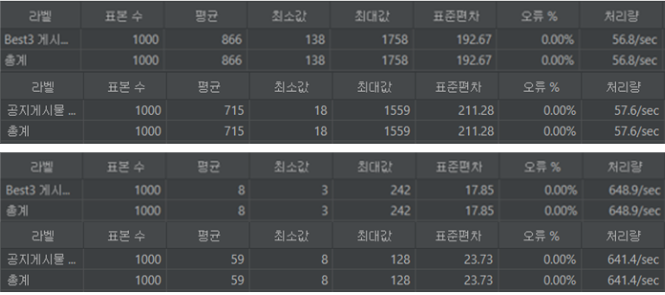 라벨 표본 수 평균 최소값 최대값 표준편차 오류 % 처리량
Best3 게시... 1000 866 138 1758 192.67 0.00% 56.8/sec
총계 1000 866 138 1758 192.67 0.00% 56.8/sec
라벨 표본 수 평균 최소값 최대값 표준편차 오류 % 처리량
공지게시물 ... 1000 715 18 1559 211.28 0.00% 57.6/sec
총계 1000 715 18 1559 211.28 0.00% 57.6/sec
라벨 표본 수 평균 최소값 최대값 표준편차 오류 % 처리량
Best3 게시... 1000 8 3 242 17.85 0.00% 648.9/sec
총계 1000 8 3 242 17.85 0.00% 648.9/sec
라벨 표본 수 평균 최소값 최대값 표준편차 오류 % 처리량
공지게시물 ... 1000 59 8 128 23.73 0.00% 641.4/sec
총계 1000 59 8 128 23.73 0.00% 641.4/sec